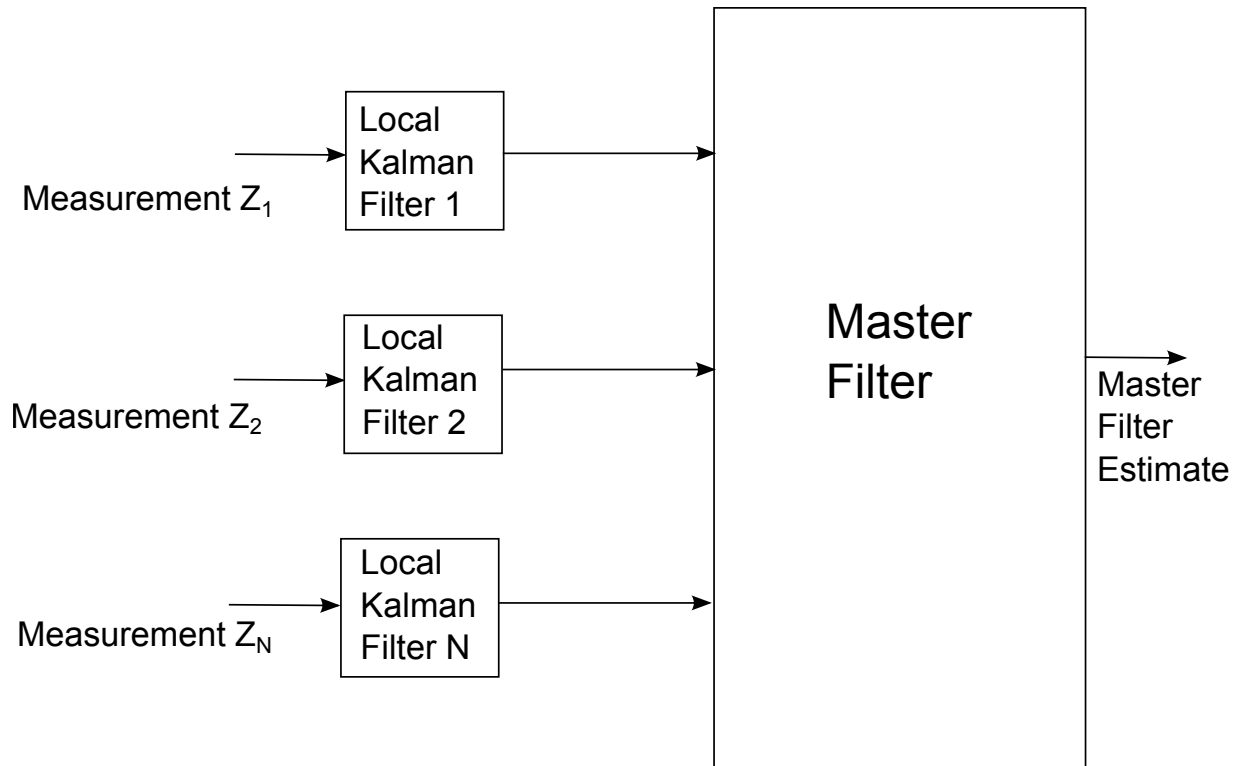 Local
Kalman
Filter 1
Measurement Z₁
Local
Kalman
Filter 2
Measurement Z₂
Local
Kalman
Filter N
Measurement Z_N
Master
Filter
Master
Filter
Estimate